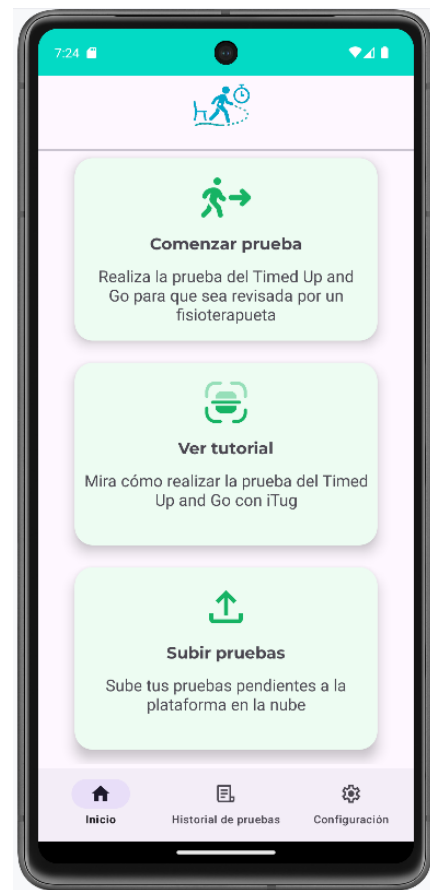 7:24
Comenzar prueba
Realiza la prueba del Timed Up and
Go para que sea revisada por un
fisioterapueta
Ver tutorial
Mira cómo realizar la prueba del Timed
Up and Go con iTug
Subir pruebas
Sube tus pruebas pendientes a la
plataforma en la nube
Inicio
Historial de pruebas
Configuración